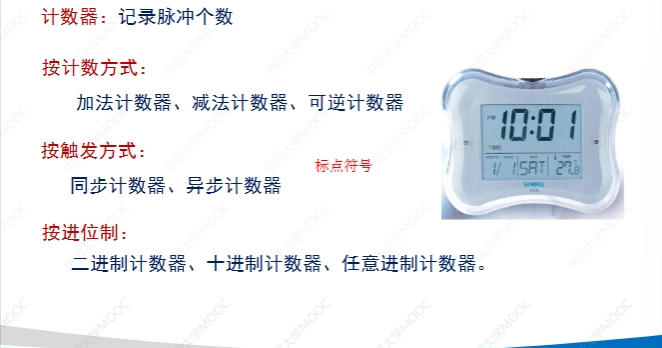 计数器：记录脉冲个数
按计数方式：
加法计数器、减法计数器、可逆计数器
按触发方式：
标点符号
同步计数器、异步计数器
按进位制：
二进制计数器、十进制计数器、任意进制计数器。
PM 10:01
TIME
1/ 1 SAT 27.8
SIMPLE
中国大学MOOC